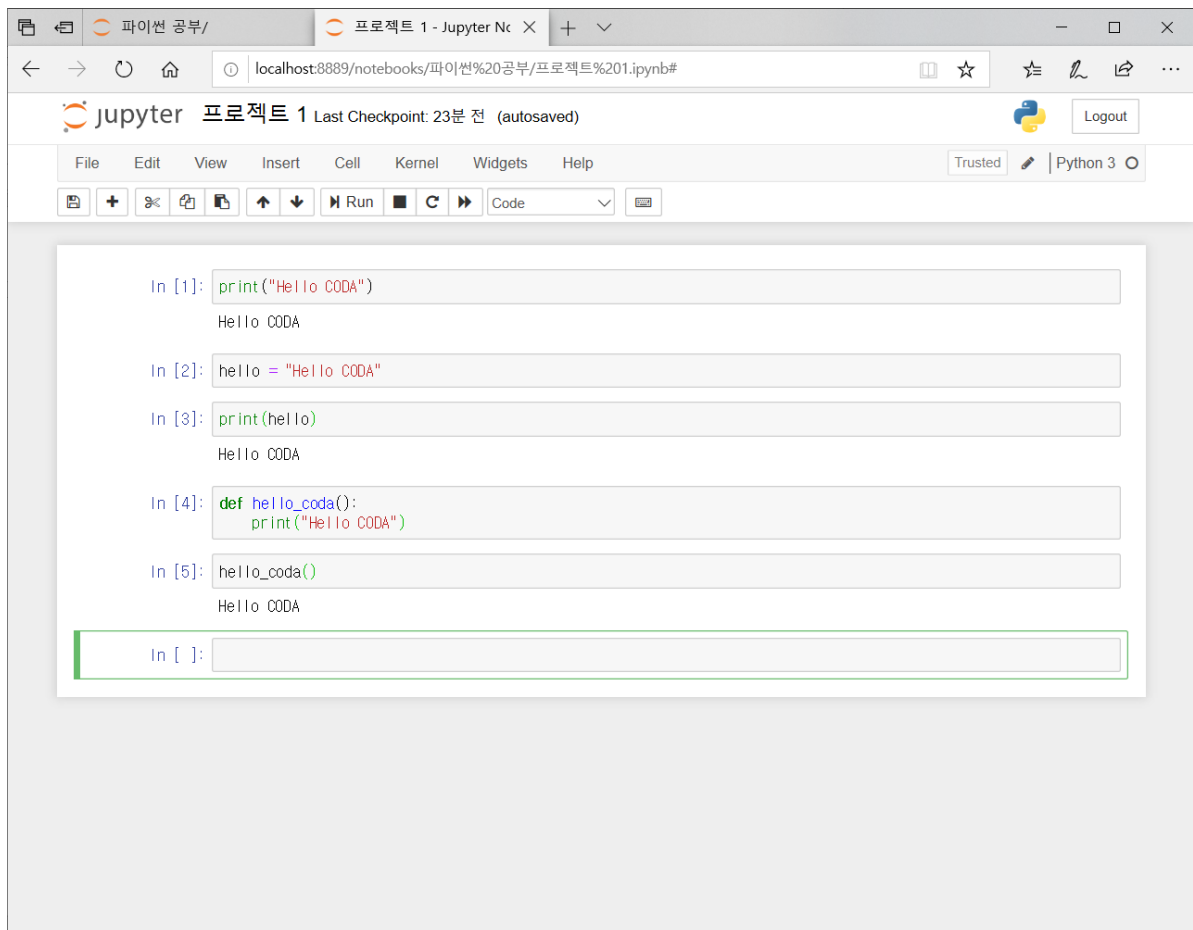 파이썬 공부/
프로젝트 1 - Jupyter Nc
localhost:8889/notebooks/파이썬%20공부/프로젝트%201.ipynb#
jupyter 프로젝트 1 Last Checkpoint: 23분 전 (autosaved)
Logout
File Edit View Insert Cell Kernel Widgets Help
Trusted
Python 3
Run
Code
In [1]: print("Hello CODA")
Hello CODA
In [2]: hello = "Hello CODA"
In [3]: print(hello)
Hello CODA
In [4]: def hello_coda():
print("Hello CODA")
In [5]: hello_coda()
Hello CODA
In [ ]: